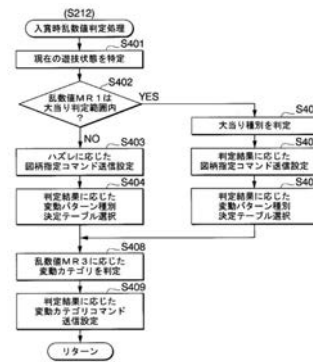 (S212)
入賞時乱数値判定処理
S401
現在の遊技状態を特定
S402
乱数値MR1は
大当り判定範囲内
?
YES
NO
S403
ハズレに応じた
図柄指定コマンド送信設定
S404
判定結果に応じた
変動パターン種別
決定テーブル選択
S40
大当り種別を判定
S40
判定結果に応じた
図柄指定コマンド送信設定
S40
判定結果に応じた
変動パターン種別
決定テーブル選択
S408
乱数値MR3に応じた
変動カテゴリを判定
S409
判定結果に応じた
変動カテゴリコマンド
送信設定
リターン